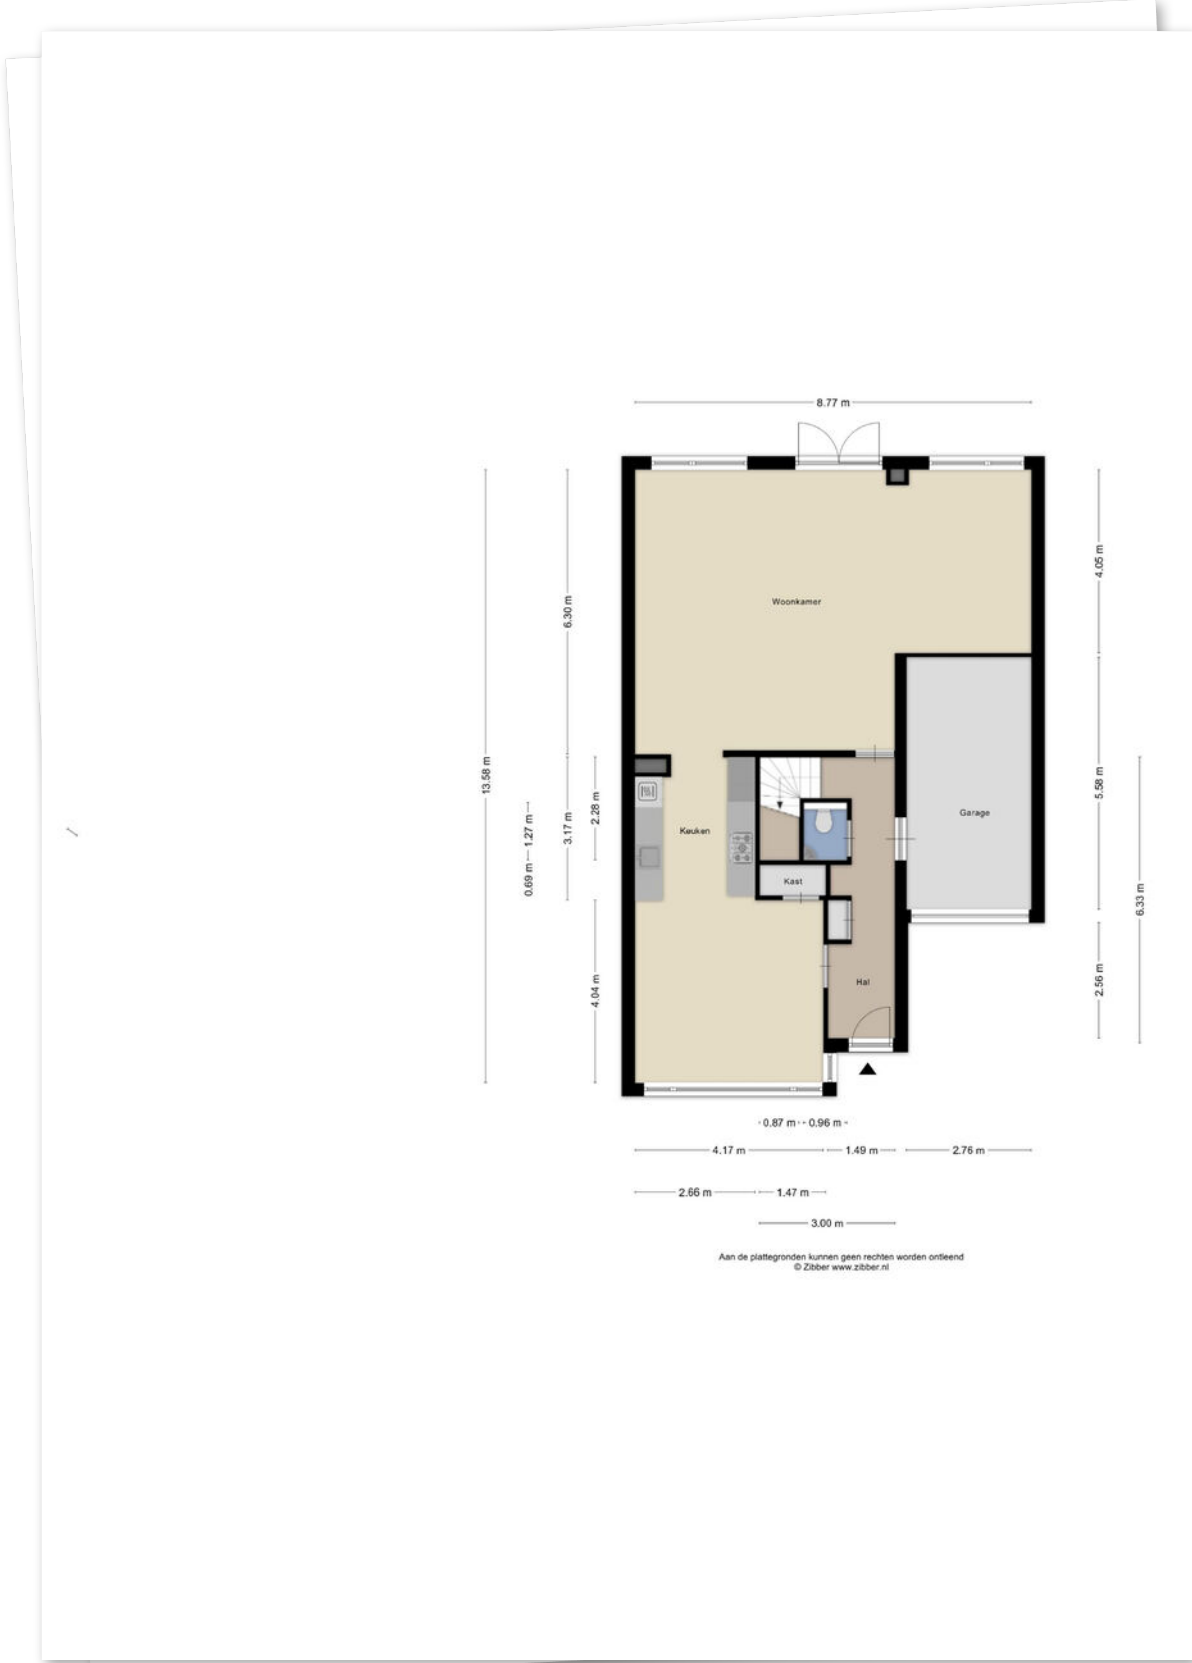 8.77 m
Woonkamer
4.05 m
6.30 m
13.58 m
5.58 m
2.28 m
3.17 m
1.27 m
0.69 m
Keuken
Garage
Kast
6.33 m
2.56 m
4.04 m
Hal
0.87 m
0.96 m
4.17 m
1.49 m
2.76 m
2.66 m
1.47 m
3.00 m
Aan de plattegronden kunnen geen rechten worden ontleend
© Zibber www.zibber.nl